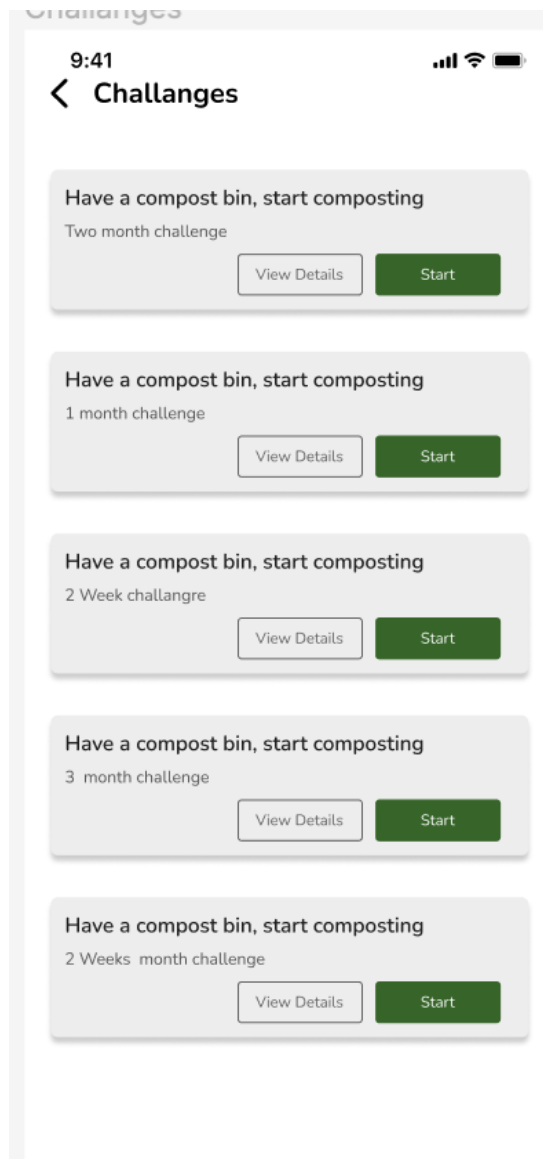 Challanges
9:41
Challanges
Have a compost bin, start composting
Two month challenge
View Details Start
Have a compost bin, start composting
1 month challenge
View Details Start
Have a compost bin, start composting
2 Week challangre
View Details Start
Have a compost bin, start composting
3  month challenge
View Details Start
Have a compost bin, start composting
2 Weeks  month challenge
View Details Start